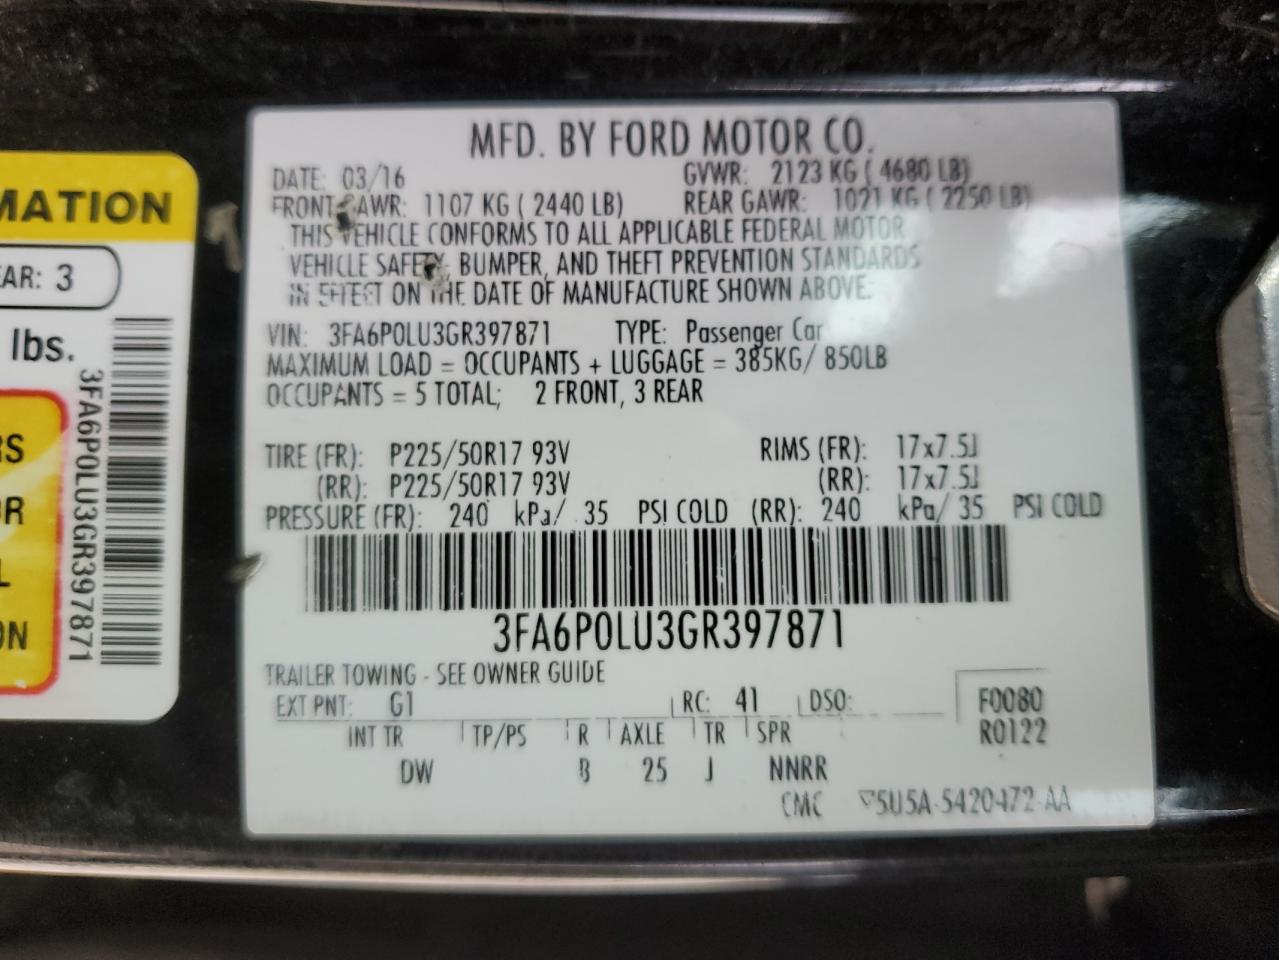 MATION
EAR: 3
lbs.
3FA6P0LU3GR397871
RS
OR
L
ON
MFD. BY FORD MOTOR CO.
DATE: 03/16 GVWR: 2123 KG ( 4680 LB)
FRONT GAWR: 1107 KG ( 2440 LB) REAR GAWR: 1021 KG ( 2250 LB)
THIS VEHICLE CONFORMS TO ALL APPLICABLE FEDERAL MOTOR
VEHICLE SAFETY, BUMPER, AND THEFT PREVENTION STANDARDS
IN EFFECT ON THE DATE OF MANUFACTURE SHOWN ABOVE.
VIN: 3FA6P0LU3GR397871 TYPE: Passenger Car
MAXIMUM LOAD = OCCUPANTS + LUGGAGE = 385KG/ 850LB
OCCUPANTS = 5 TOTAL; 2 FRONT, 3 REAR
TIRE (FR): P225/50R17 93V RIMS (FR): 17x7.5J
(RR): P225/50R17 93V (RR): 17x7.5J
PRESSURE (FR): 240 kPa/ 35 PSI COLD (RR): 240 kPa/ 35 PSI COLD
3FA6P0LU3GR397871
TRAILER TOWING - SEE OWNER GUIDE
EXT PNT: G1 RC: 41 DSO: F0080
INT TR TP/PS R AXLE TR SPR R0122
DW B 25 J NNRR
CMC 5U5A-5420472-AA